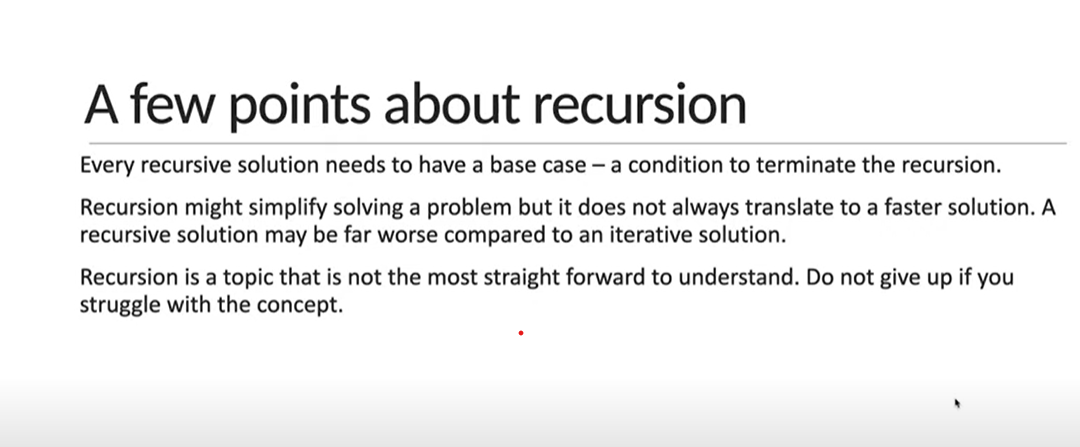 A few points about recursion
Every recursive solution needs to have a base case – a condition to terminate the recursion.
Recursion might simplify solving a problem but it does not always translate to a faster solution. A
recursive solution may be far worse compared to an iterative solution.
Recursion is a topic that is not the most straight forward to understand. Do not give up if you
struggle with the concept.